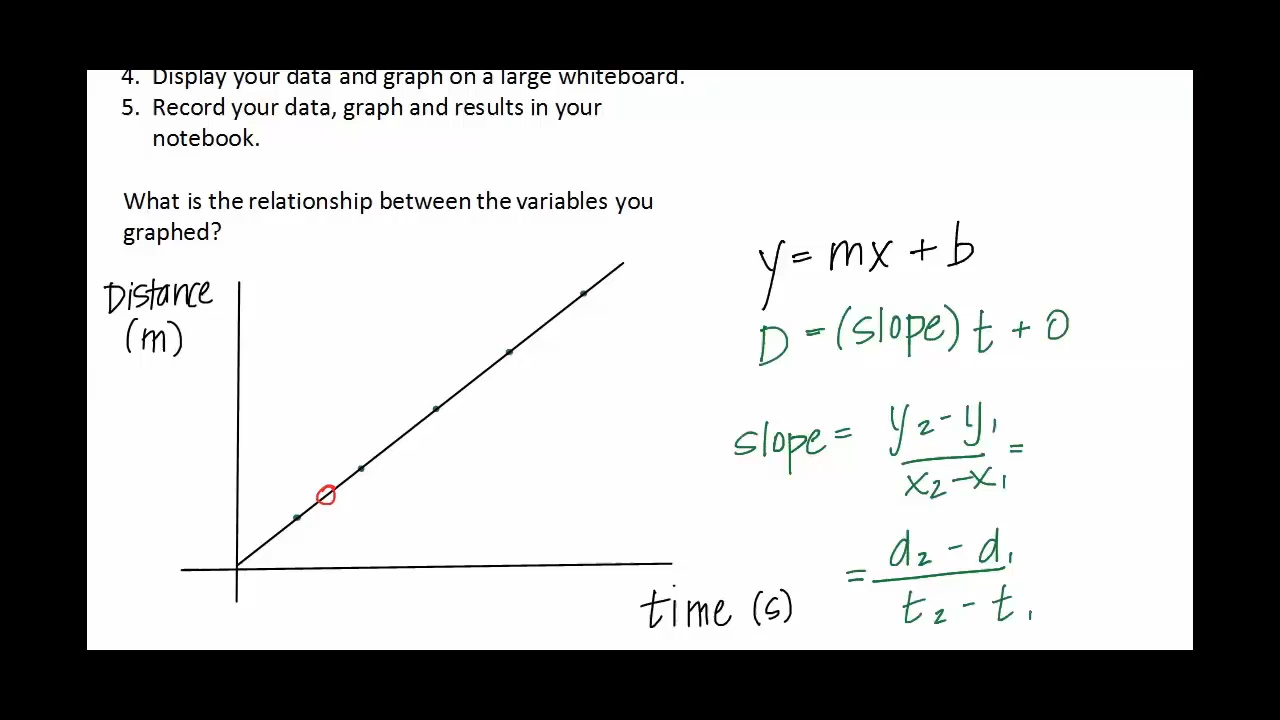 4. Display your data and graph on a large whiteboard.
5. Record your data, graph and results in your
notebook.
What is the relationship between the variables you
graphed?
Distance
(m)
time (s)
y = mx + b
D = (slope) t + 0
slope = y₂ - y₁ / x₂ - x₁ =
= d₂ - d₁ / t₂ - t₁